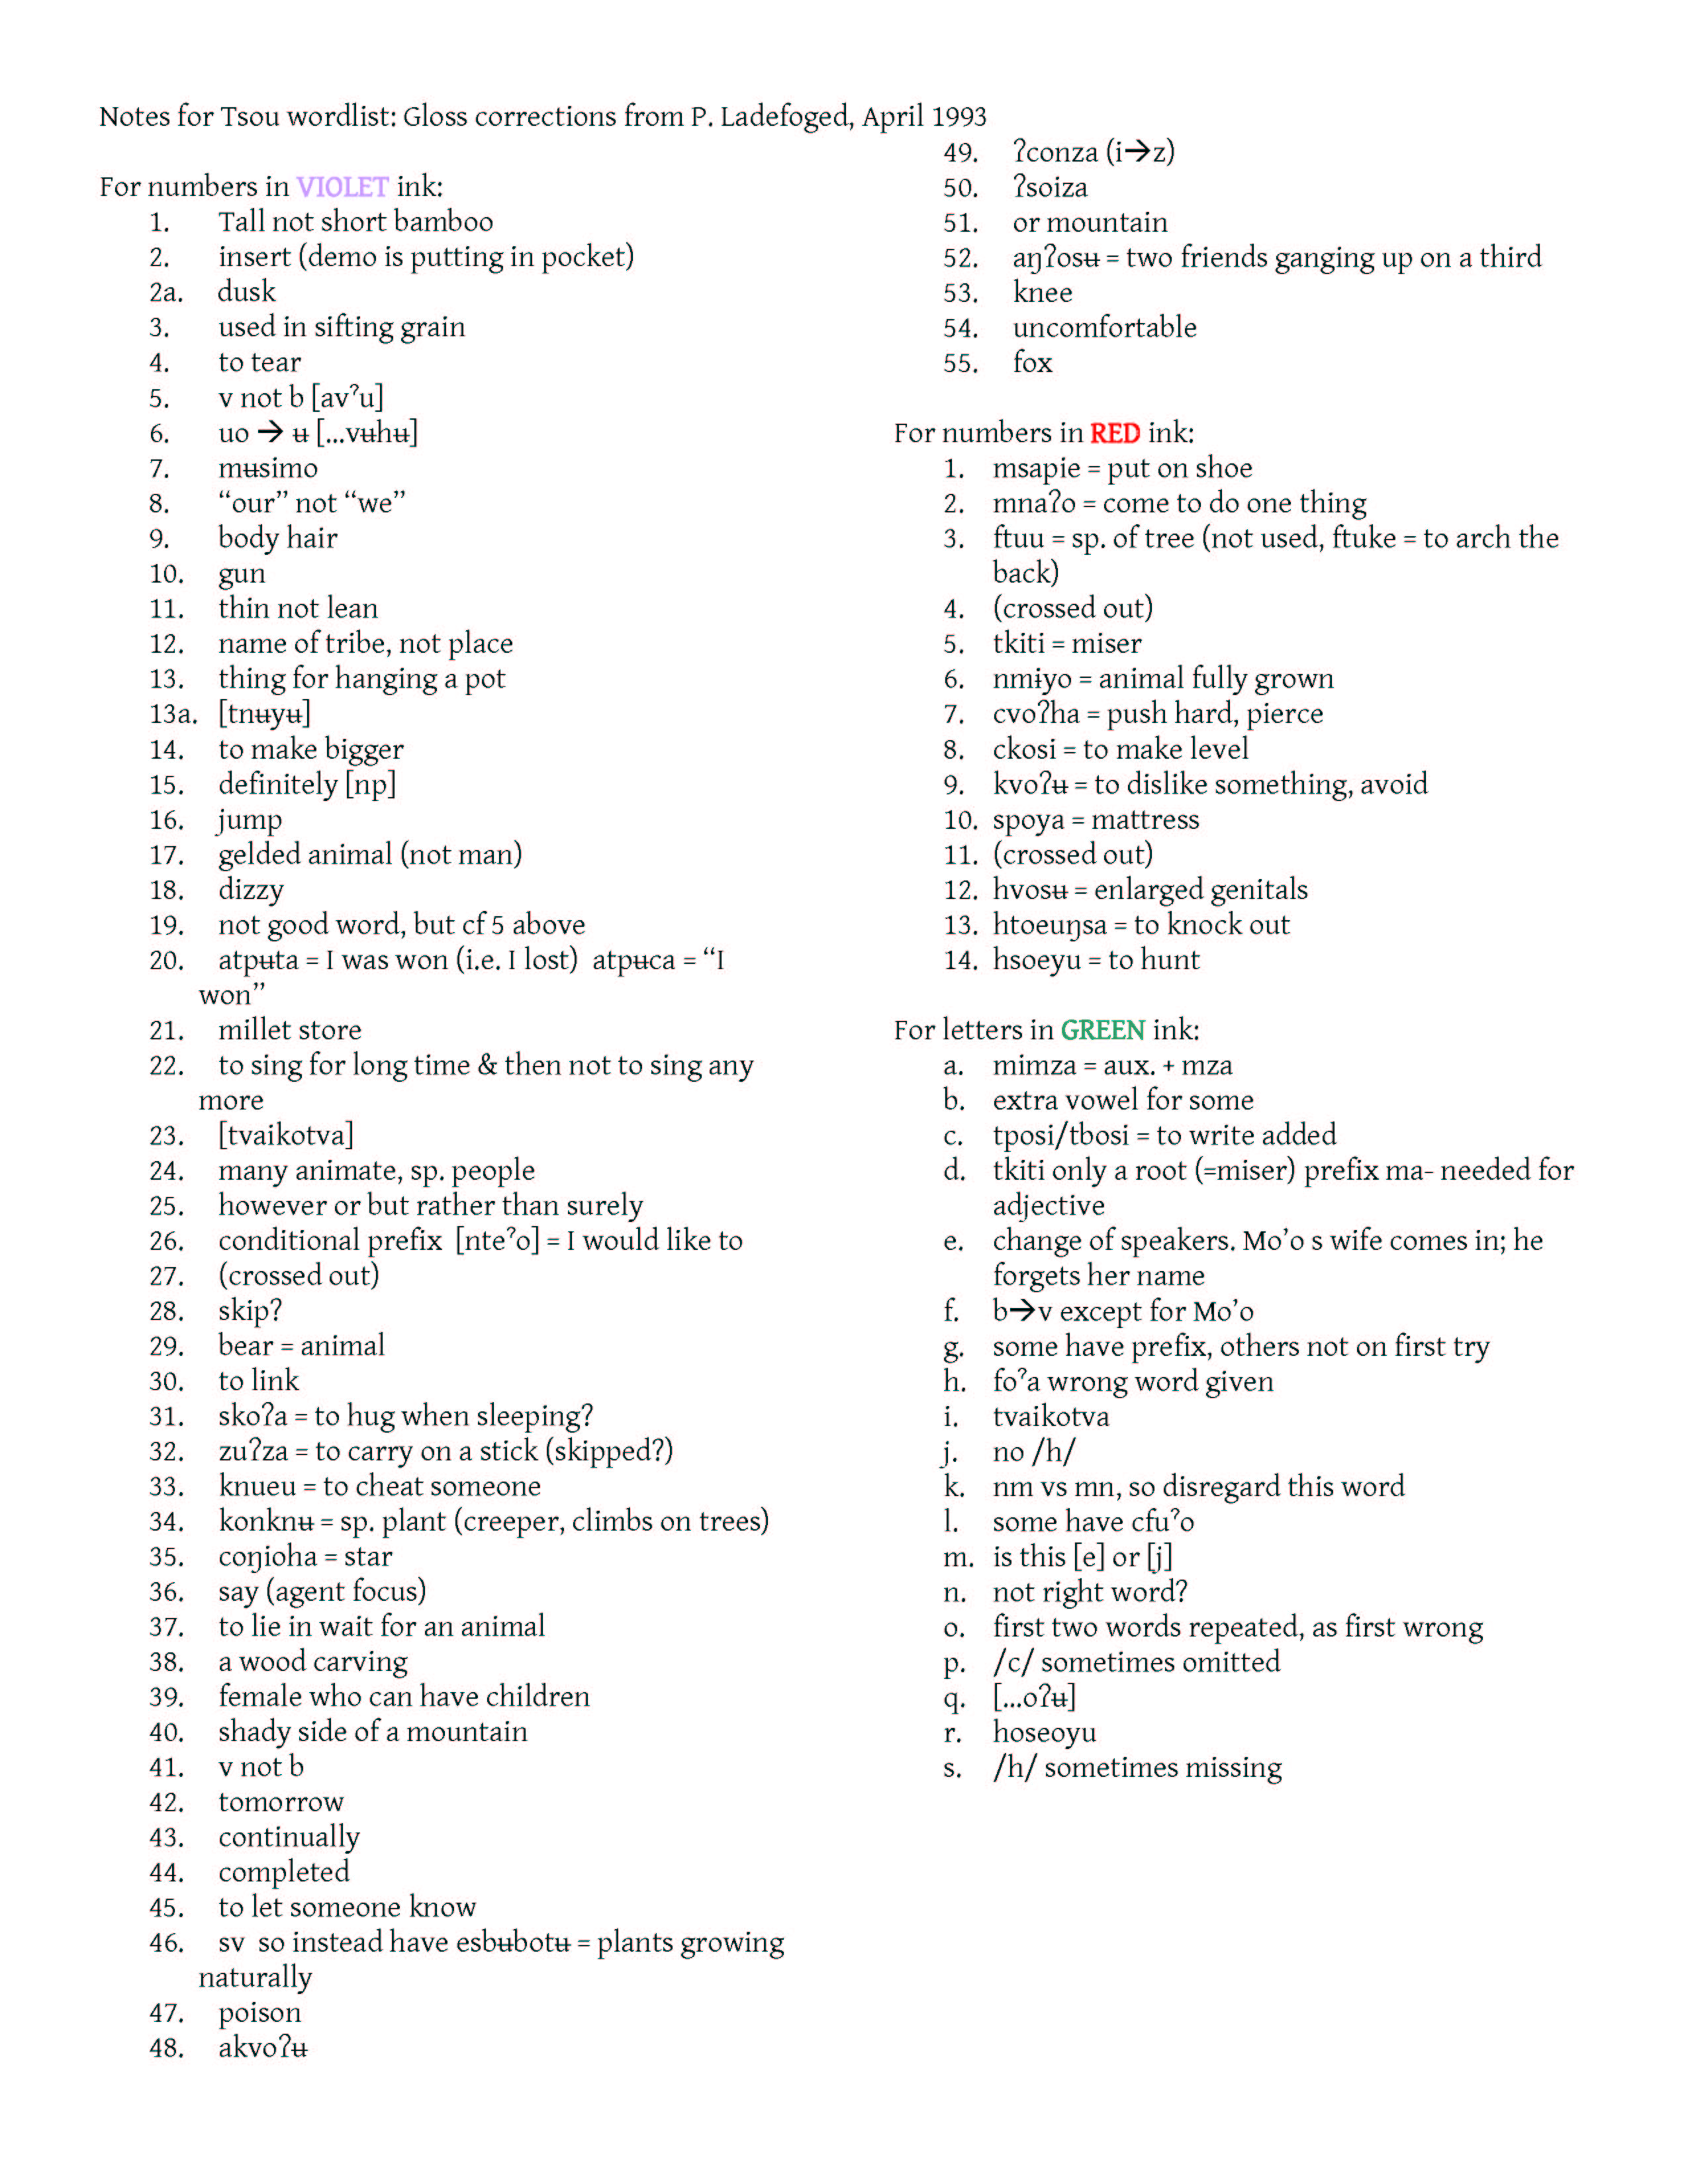 Notes for Tsou wordlist: Gloss corrections from P. Ladefoged, April 1993
For numbers in VIOLET ink:
1. Tall not short bamboo
2. insert (demo is putting in pocket)
2a. dusk
3. used in sifting grain
4. to tear
5. v not b [avˀu]
6. uo → ʉ [...vʉhʉ]
7. mʉsimo
8. “our” not “we”
9. body hair
10. gun
11. thin not lean
12. name of tribe, not place
13. thing for hanging a pot
13a. [tnʉyʉ]
14. to make bigger
15. definitely [np]
16. jump
17. gelded animal (not man)
18. dizzy
19. not good word, but cf 5 above
20. atpʉta = I was won (i.e. I lost) atpʉca = “I
won”
21. millet store
22. to sing for long time & then not to sing any
more
23. [tvaikotva]
24. many animate, sp. people
25. however or but rather than surely
26. conditional prefix [nteˀo] = I would like to
27. (crossed out)
28. skip?
29. bear = animal
30. to link
31. skoʔa = to hug when sleeping?
32. zuʔza = to carry on a stick (skipped?)
33. knueu = to cheat someone
34. konknʉ = sp. plant (creeper, climbs on trees)
35. coŋioha = star
36. say (agent focus)
37. to lie in wait for an animal
38. a wood carving
39. female who can have children
40. shady side of a mountain
41. v not b
42. tomorrow
43. continually
44. completed
45. to let someone know
46. sv so instead have esbʉbotʉ = plants growing
naturally
47. poison
48. akvoʔʉ
49. ʔconza (i→z)
50. ʔsoiza
51. or mountain
52. aŋʔosʉ = two friends ganging up on a third
53. knee
54. uncomfortable
55. fox
For numbers in RED ink:
1. msapie = put on shoe
2. mnaʔo = come to do one thing
3. ftuu = sp. of tree (not used, ftuke = to arch the
back)
4. (crossed out)
5. tkiti = miser
6. nmɨyo = animal fully grown
7. cvoʔha = push hard, pierce
8. ckosi = to make level
9. kvoʔʉ = to dislike something, avoid
10. spoya = mattress
11. (crossed out)
12. hvosʉ = enlarged genitals
13. htoeuŋsa = to knock out
14. hsoeyu = to hunt
For letters in GREEN ink:
a. mimza = aux. + mza
b. extra vowel for some
c. tposi/tbosi = to write added
d. tkiti only a root (=miser) prefix ma- needed for
adjective
e. change of speakers. Mo’o s wife comes in; he
forgets her name
f. b→v except for Mo’o
g. some have prefix, others not on first try
h. foˀa wrong word given
i. tvaikotva
j. no /h/
k. nm vs mn, so disregard this word
l. some have cfuˀo
m. is this [e] or [j]
n. not right word?
o. first two words repeated, as first wrong
p. /c/ sometimes omitted
q. [...oʔʉ]
r. hoseoyu
s. /h/ sometimes missing